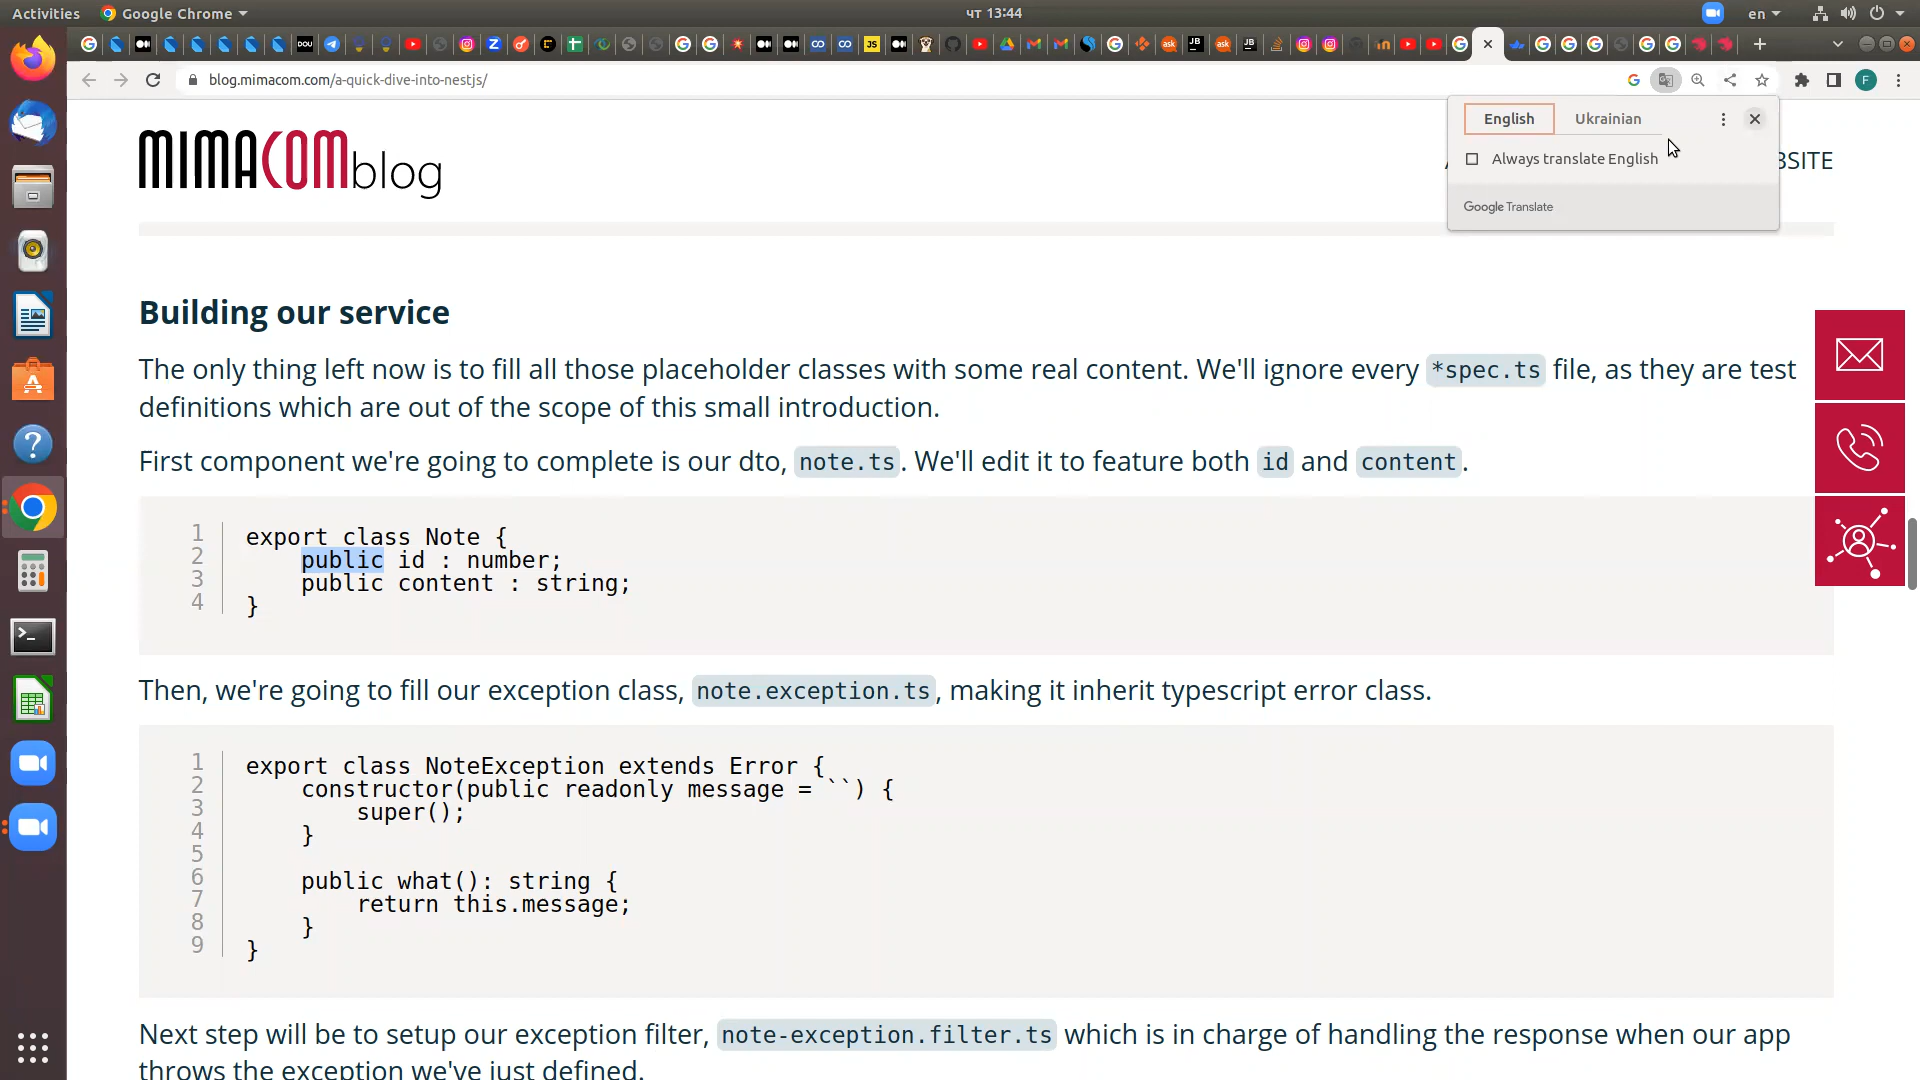 Activities
Google Chrome
чт 13:44
en
DOU
JS
ask
JB
ask
JB
in
blog.mimacom.com/a-quick-dive-into-nestjs/
F
English
Ukrainian
Always translate English
Google Translate
MIMACOM blog
BSITE
Building our service
The only thing left now is to fill all those placeholder classes with some real content. We'll ignore every *spec.ts file, as they are test
definitions which are out of the scope of this small introduction.
First component we're going to complete is our dto, note.ts. We'll edit it to feature both id and content.
1 export class Note {
2 public id : number;
3 public content : string;
4 }
Then, we're going to fill our exception class, note.exception.ts, making it inherit typescript error class.
1 export class NoteException extends Error {
2 constructor(public readonly message = ``) {
3 super();
4 }
5
6 public what(): string {
7 return this.message;
8 }
9 }
Next step will be to setup our exception filter, note-exception.filter.ts which is in charge of handling the response when our app
throws the exception we've just defined.